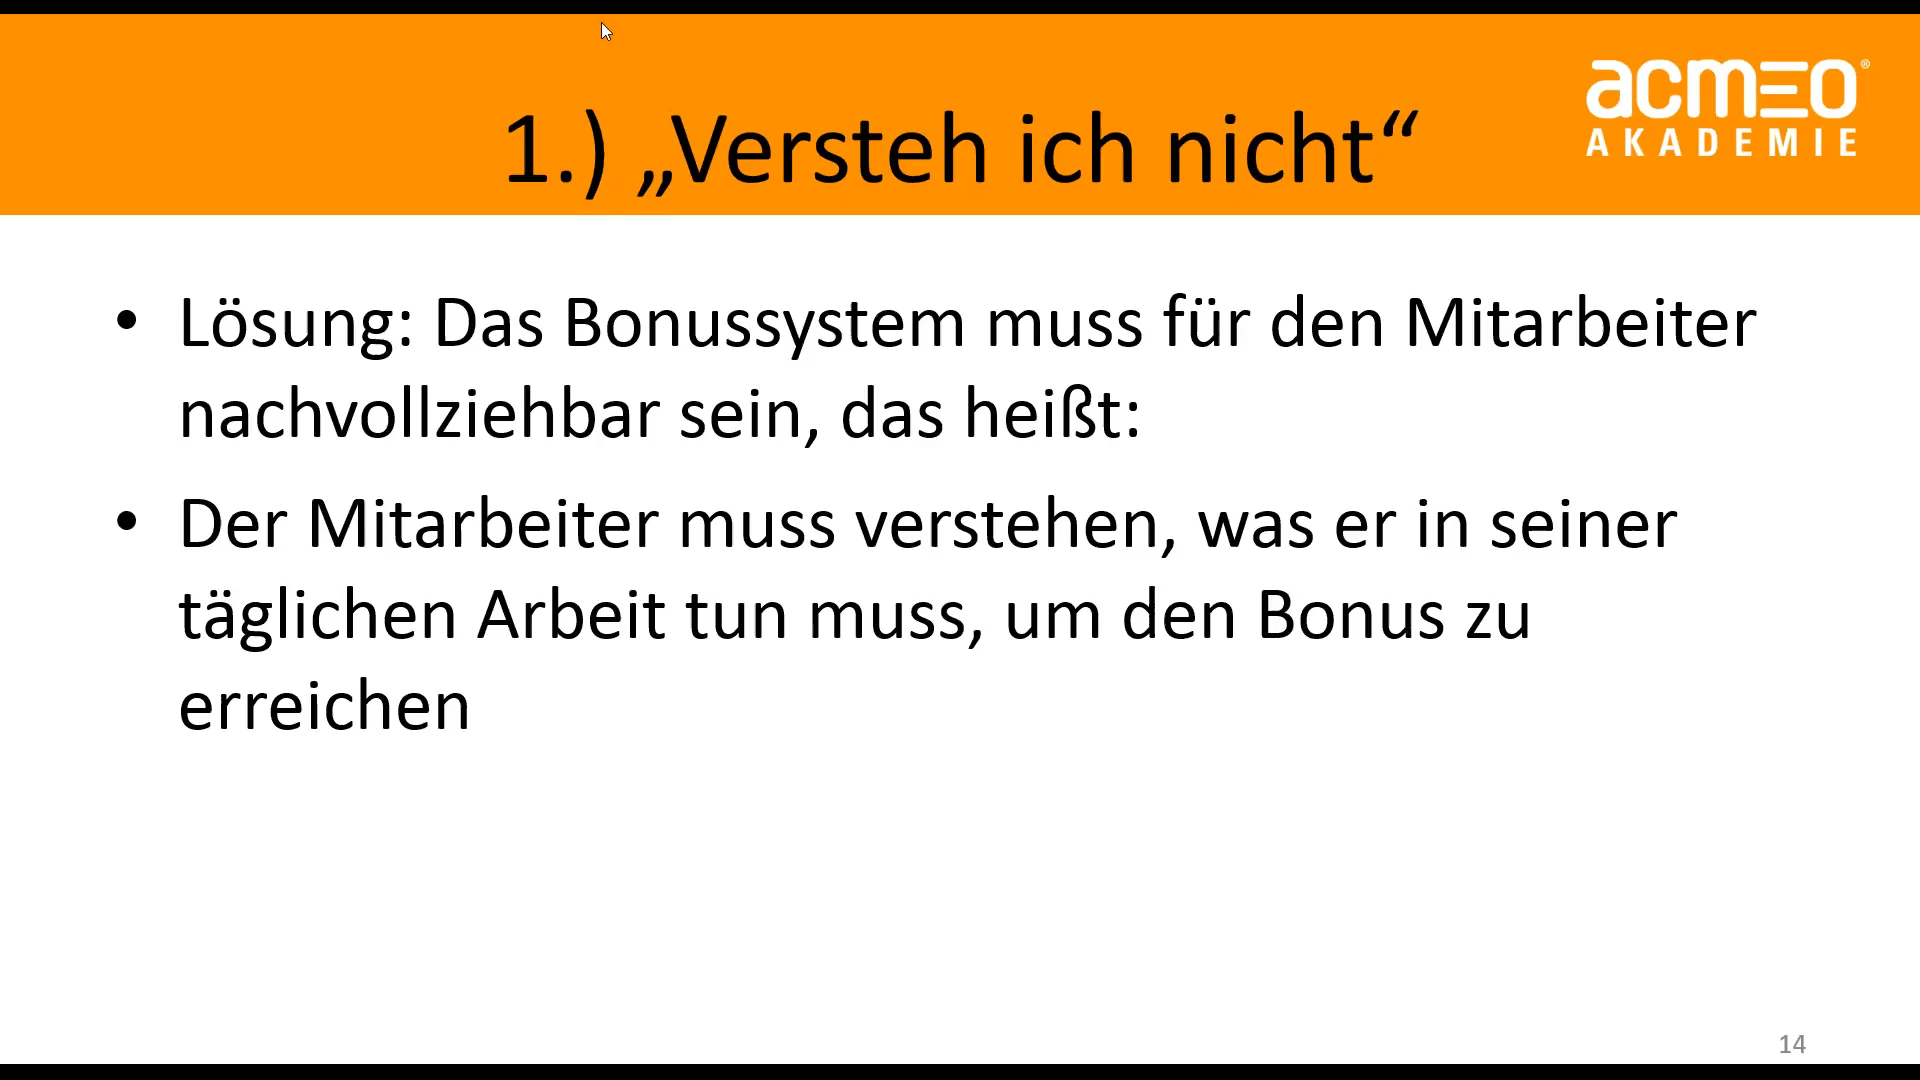 acmeo®
AKADEMIE
1.) „Versteh ich nicht“
• Lösung: Das Bonussystem muss für den Mitarbeiter
nachvollziehbar sein, das heißt:
• Der Mitarbeiter muss verstehen, was er in seiner
täglichen Arbeit tun muss, um den Bonus zu
erreichen
14